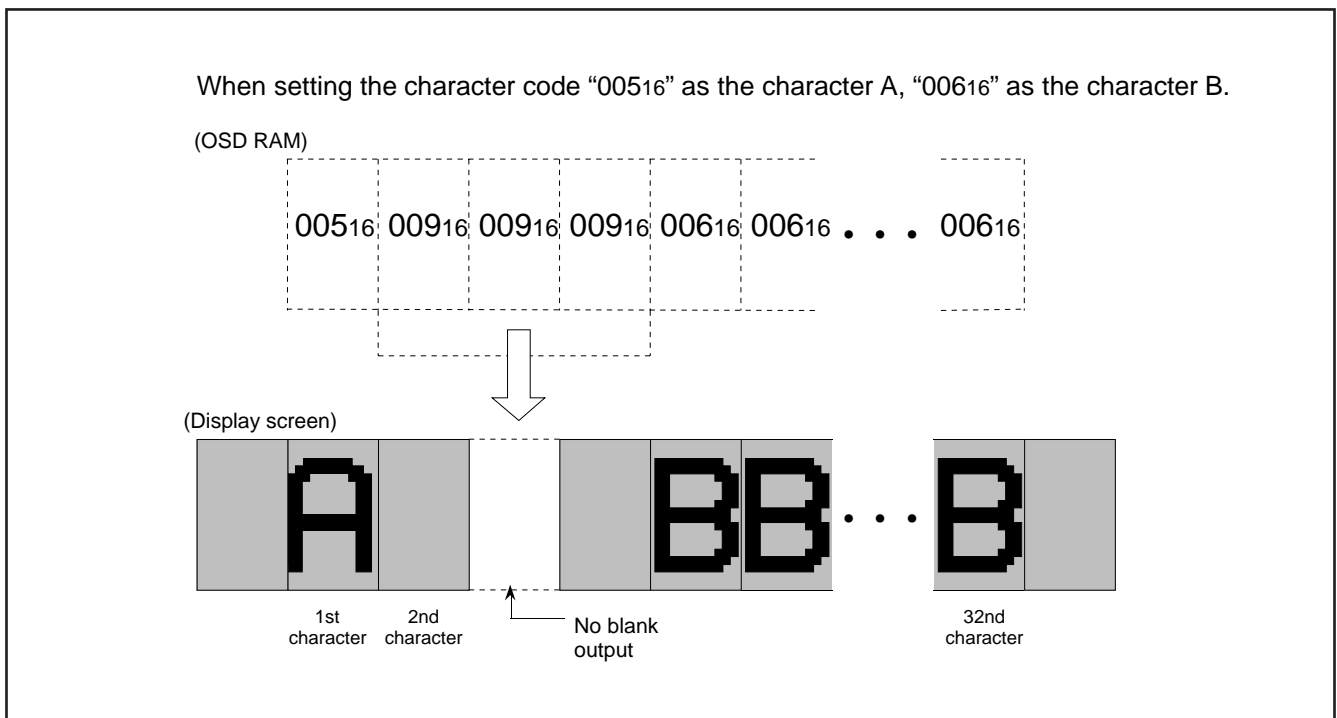 When setting the character code “00516” as the character A, “00616” as the character B.
(OSD RAM)
00516 00916 00916 00916 00616 00616 • • • 00616
(Display screen)
A B B • • • B
1st character 2nd character No blank output 32nd character